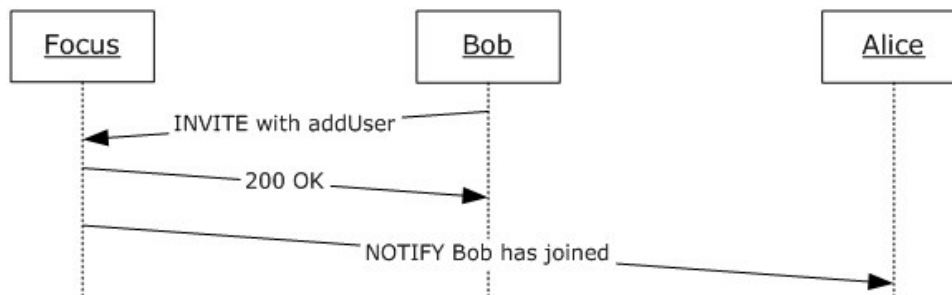 Focus
Bob
Alice
INVITE with addUser
200 OK
NOTIFY Bob has joined